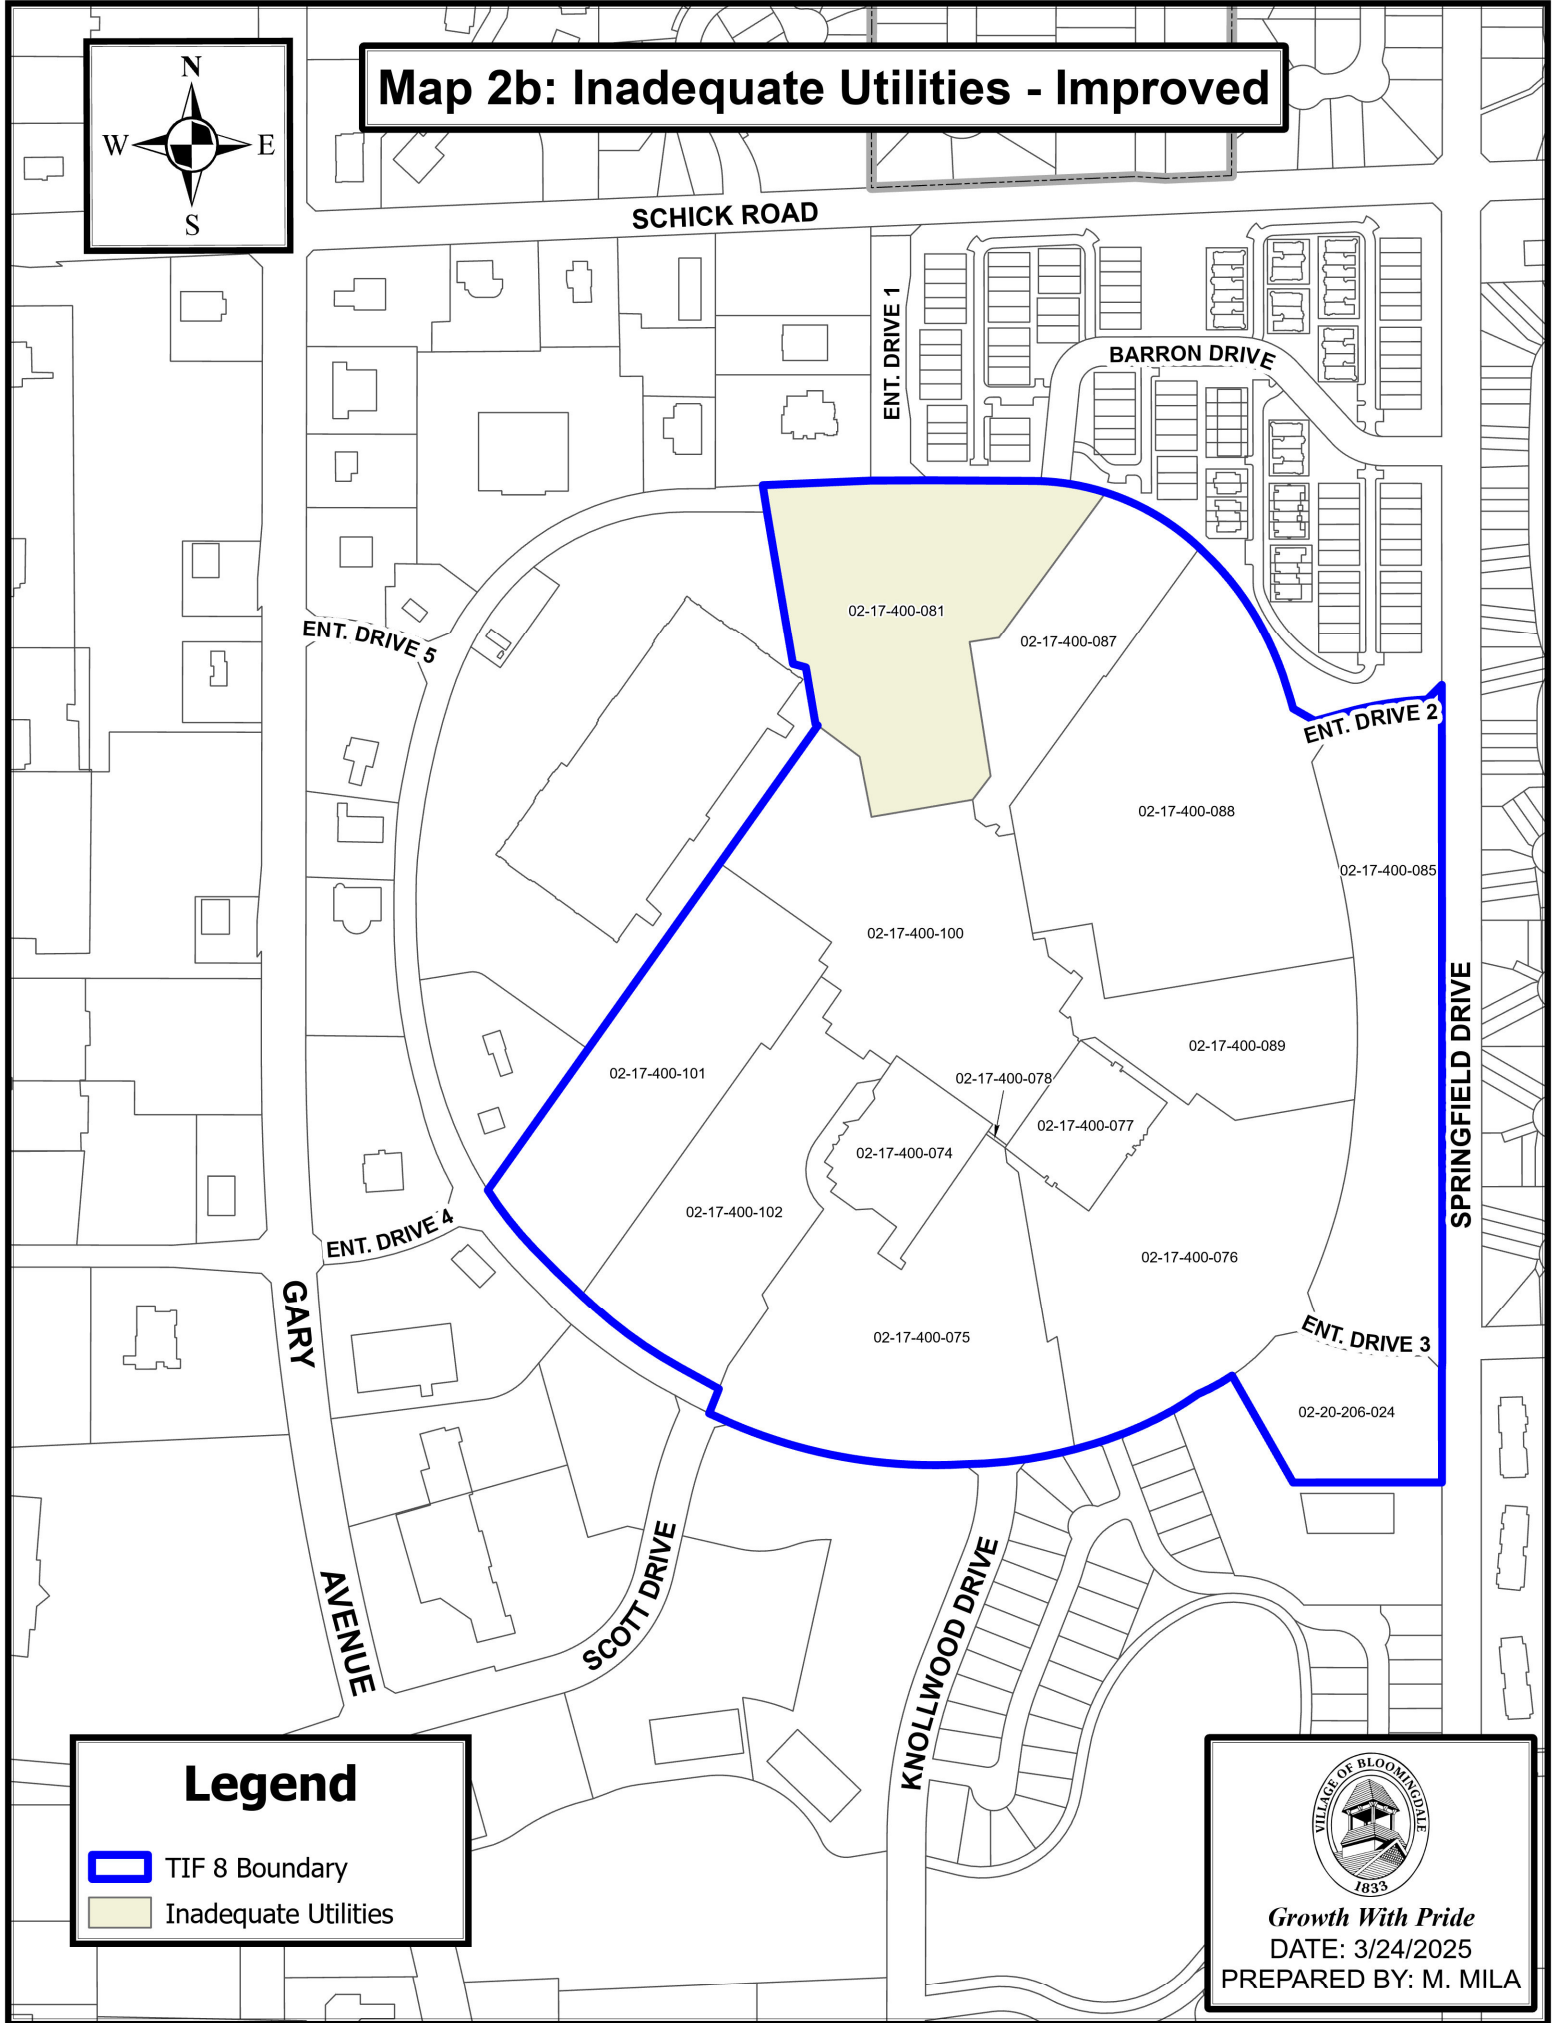 Map 2b: Inadequate Utilities - Improved
N
W
E
S
SCHICK ROAD
ENT. DRIVE 1
BARRON DRIVE
ENT. DRIVE 5
02-17-400-081
02-17-400-087
ENT. DRIVE 2
02-17-400-088
02-17-400-085
02-17-400-100
02-17-400-089
02-17-400-101
02-17-400-078
02-17-400-077
02-17-400-074
SPRINGFIELD DRIVE
02-17-400-102
ENT. DRIVE 4
02-17-400-076
GARY
AVENUE
02-17-400-075
ENT. DRIVE 3
02-20-206-024
SCOTT DRIVE
KNOLLWOOD DRIVE
Legend
TIF 8 Boundary
Inadequate Utilities
VILLAGE OF BLOOMINGDALE
1833
Growth With Pride
DATE: 3/24/2025
PREPARED BY: M. MILA